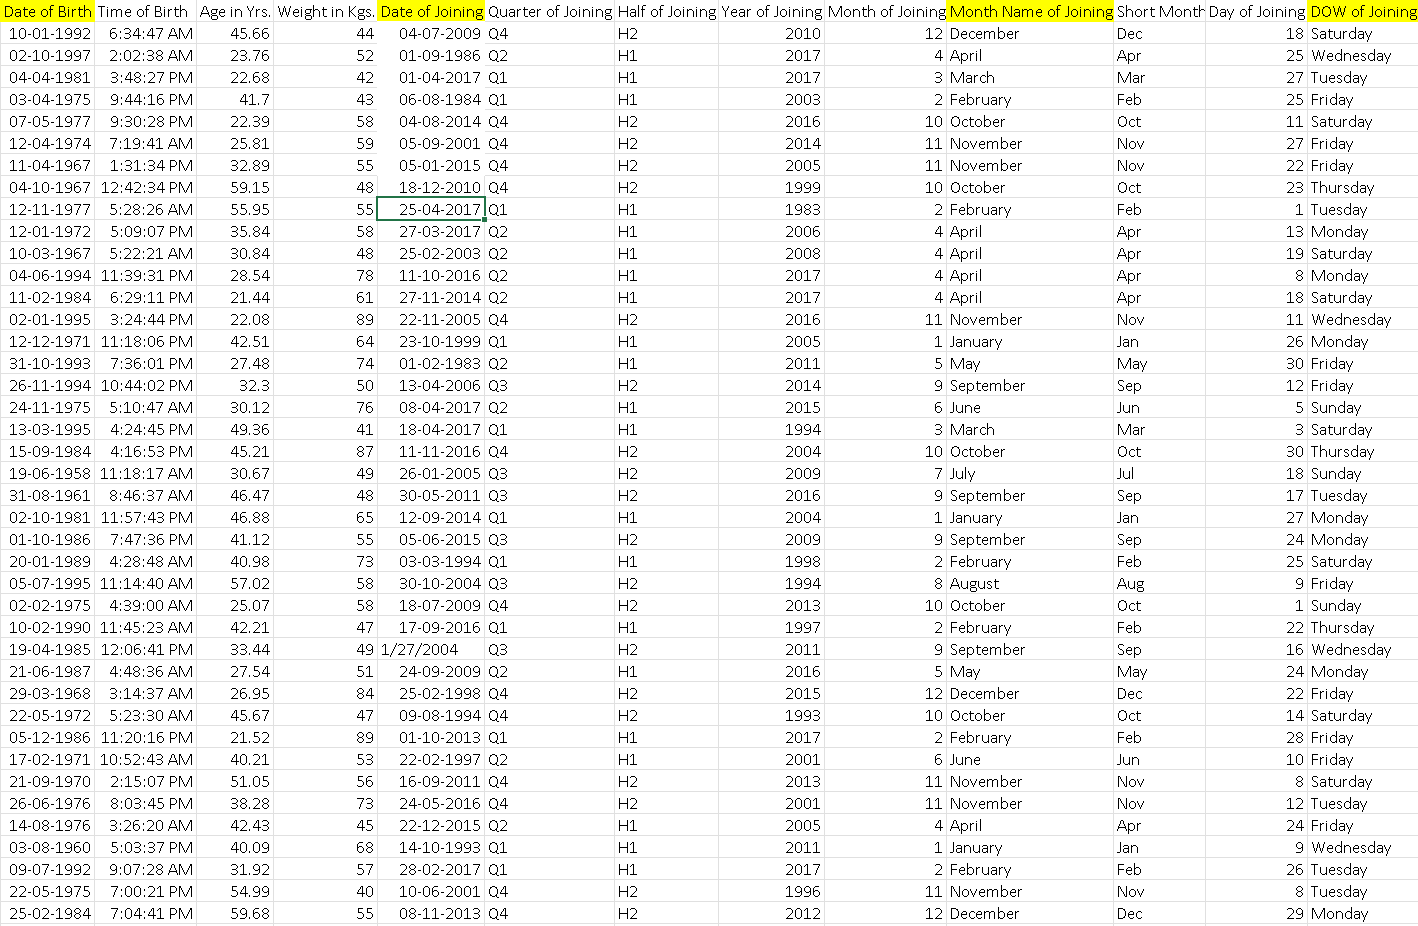 Date of Birth Time of Birth Age in Yrs. Weight in Kgs. Date of Joining Quarter of Joining Half of Joining Year of Joining Month of Joining Month Name of Joining Short Month Day of Joining DOW of Joining
10-01-1992 6:34:47 AM 45.66 44 04-07-2009 Q4 H2 2010 12 December Dec 18 Saturday
02-10-1997 2:02:38 AM 23.76 52 01-09-1986 Q2 H1 2017 4 April Apr 25 Wednesday
04-04-1981 3:48:27 PM 22.68 42 01-04-2017 Q1 H1 2017 3 March Mar 27 Tuesday
03-04-1975 9:44:16 PM 41.7 43 06-08-1984 Q1 H1 2003 2 February Feb 25 Friday
07-05-1977 9:30:28 PM 22.39 58 04-08-2014 Q4 H2 2016 10 October Oct 11 Saturday
12-04-1974 7:19:41 AM 25.81 59 05-09-2001 Q4 H2 2014 11 November Nov 27 Friday
11-04-1967 1:31:34 PM 32.89 55 05-01-2015 Q4 H2 2005 11 November Nov 22 Friday
04-10-1967 12:42:34 PM 59.15 48 18-12-2010 Q4 H2 1999 10 October Oct 23 Thursday
12-11-1977 5:28:26 AM 55.95 55 25-04-2017 Q1 H1 1983 2 February Feb 1 Tuesday
12-01-1972 5:09:07 PM 35.84 58 27-03-2017 Q2 H1 2006 4 April Apr 13 Monday
10-03-1967 5:22:21 AM 30.84 48 25-02-2003 Q2 H1 2008 4 April Apr 19 Saturday
04-06-1994 11:39:31 PM 28.54 78 11-10-2016 Q2 H1 2017 4 April Apr 8 Monday
11-02-1984 6:29:11 PM 21.44 61 27-11-2014 Q2 H1 2017 4 April Apr 18 Saturday
02-01-1995 3:24:44 PM 22.08 89 22-11-2005 Q4 H2 2016 11 November Nov 11 Wednesday
12-12-1971 11:18:06 PM 42.51 64 23-10-1999 Q1 H1 2005 1 January Jan 26 Monday
31-10-1993 7:36:01 PM 27.48 74 01-02-1983 Q2 H1 2011 5 May May 30 Friday
26-11-1994 10:44:02 PM 32.3 50 13-04-2006 Q3 H2 2014 9 September Sep 12 Friday
24-11-1975 5:10:47 AM 30.12 76 08-04-2017 Q2 H1 2015 6 June Jun 5 Sunday
13-03-1995 4:24:45 PM 49.36 41 18-04-2017 Q1 H1 1994 3 March Mar 3 Saturday
15-09-1984 4:16:53 PM 45.21 87 11-11-2016 Q4 H2 2004 10 October Oct 30 Thursday
19-06-1958 11:18:17 AM 30.67 49 26-01-2005 Q3 H2 2009 7 July Jul 18 Sunday
31-08-1961 8:46:37 AM 46.47 48 30-05-2011 Q3 H2 2016 9 September Sep 17 Tuesday
02-10-1981 11:57:43 PM 46.88 65 12-09-2014 Q1 H1 2004 1 January Jan 27 Monday
01-10-1986 7:47:36 PM 41.12 55 05-06-2015 Q3 H2 2009 9 September Sep 24 Monday
20-01-1989 4:28:48 AM 40.98 73 03-03-1994 Q1 H1 1998 2 February Feb 25 Saturday
05-07-1995 11:14:40 AM 57.02 58 30-10-2004 Q3 H2 1994 8 August Aug 9 Friday
02-02-1975 4:39:00 AM 25.07 58 18-07-2009 Q4 H2 2013 10 October Oct 1 Sunday
10-02-1990 11:45:23 AM 42.21 47 17-09-2016 Q1 H1 1997 2 February Feb 22 Thursday
19-04-1985 12:06:41 PM 33.44 49 1/27/2004 Q3 H2 2011 9 September Sep 16 Wednesday
21-06-1987 4:48:36 AM 27.54 51 24-09-2009 Q2 H1 2016 5 May May 24 Monday
29-03-1968 3:14:37 AM 26.95 84 25-02-1998 Q4 H2 2015 12 December Dec 22 Friday
22-05-1972 5:23:30 AM 45.67 47 09-08-1994 Q4 H2 1993 10 October Oct 14 Saturday
05-12-1986 11:20:16 PM 21.52 89 01-10-2013 Q1 H1 2017 2 February Feb 28 Friday
17-02-1971 10:52:43 AM 40.21 53 22-02-1997 Q2 H1 2001 6 June Jun 10 Friday
21-09-1970 2:15:07 PM 51.05 56 16-09-2011 Q4 H2 2013 11 November Nov 8 Saturday
26-06-1976 8:03:45 PM 38.28 73 24-05-2016 Q4 H2 2001 11 November Nov 12 Tuesday
14-08-1976 3:26:20 AM 42.43 45 22-12-2015 Q2 H1 2005 4 April Apr 24 Friday
03-08-1960 5:03:37 PM 40.09 68 14-10-1993 Q1 H1 2011 1 January Jan 9 Wednesday
09-07-1992 9:07:28 AM 31.92 57 28-02-2017 Q1 H1 2017 2 February Feb 26 Tuesday
22-05-1975 7:00:21 PM 54.99 40 10-06-2001 Q4 H2 1996 11 November Nov 8 Tuesday
25-02-1984 7:04:41 PM 59.68 55 08-11-2013 Q4 H2 2012 12 December Dec 29 Monday